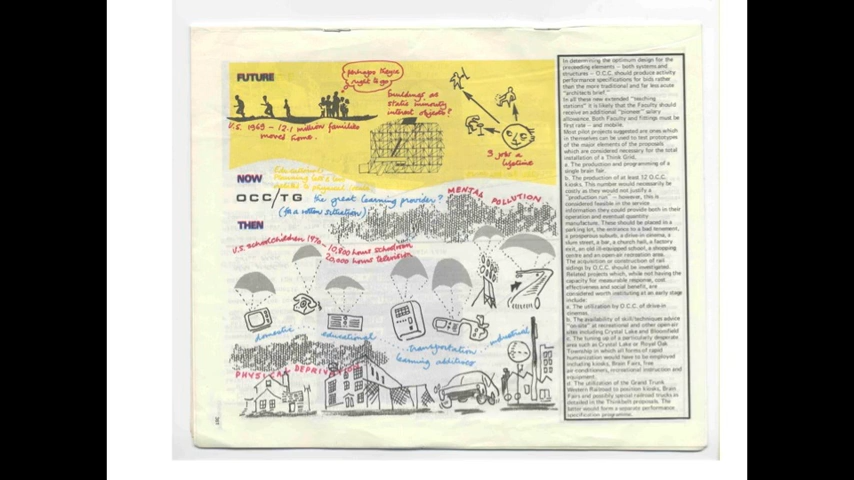 FUTURE
perhaps they're
right to go!
buildings as
static immunity
interest objects?
U.S. 1969 - 12.1 million families
moved home.
3 jobs a
lifetime
NOW
OCC/TG the great learning provider?
(in a rotten situation)
MENTAL POLLUTION
THEN
U.S. schoolchildren 1970 - 10,800 hours schoolroom
20,000 hours television
domestic . . . educational . . . transportation . . . industrial
learning additives
PHYSICAL DEPRIVATION
In determining the optimum design for the
preceding elements – both systems and
structures – O.C.C. should produce activity
performance specifications for bids rather
than the more traditional and far less acute
"architects brief."
In all these new extended "teaching
stations" it is likely that the Faculty should
receive an additional "pioneer" salary
allowance. Both Faculty and fittings must be
first rate – and mobile.
Most pilot projects suggested are ones which
in themselves can be used to test prototypes
of the major elements of the proposals
which are considered necessary for the total
installation of a Think Grid.
a. The production and programming of a
single brain fair.
b. The production of at least 12 O.C.C.
kiosks. This number would necessarily be
costly as they would not justify a
"production run" – however, this is
considered feasible in the service
information they could provide both in their
operation and eventual quantity
manufacture. These should be placed in a
parking lot, the entrance to a bad tenement,
a prosperous suburb, a drive-in cinema, a
slum street, a bar, a church hall, a factory
exit, an old ill-equipped school, a shopping
centre and an open-air recreation area.
The acquisition or construction of rail
sidings by O.C.C. should be investigated.
Related projects which, while not having the
capacity for measurable response, cost
effectiveness and social benefit, are
considered worth instituting at an early stage
include:
a. The utilization by O.C.C. of drive-in
cinemas.
b. The availability of skill/techniques advice
"on-site" at recreational and other open-air
sites including Crystal Lake and Bloomfield
c. The tuning up of a particularly desperate
area such as Crystal Lake or Royal Oak
Township in which all forms of rapid
humanization would have to be employed
including kiosks, Brain Fairs, free
air-conditioners, recreational instruction and
equipment.
d. The utilization of the Grand Trunk
Western Railroad to position kiosks, Brain
Fairs and possibly special railroad trucks as
detailed in the Thinkbelt proposals. The
latter would form a separate performance
specification programme.